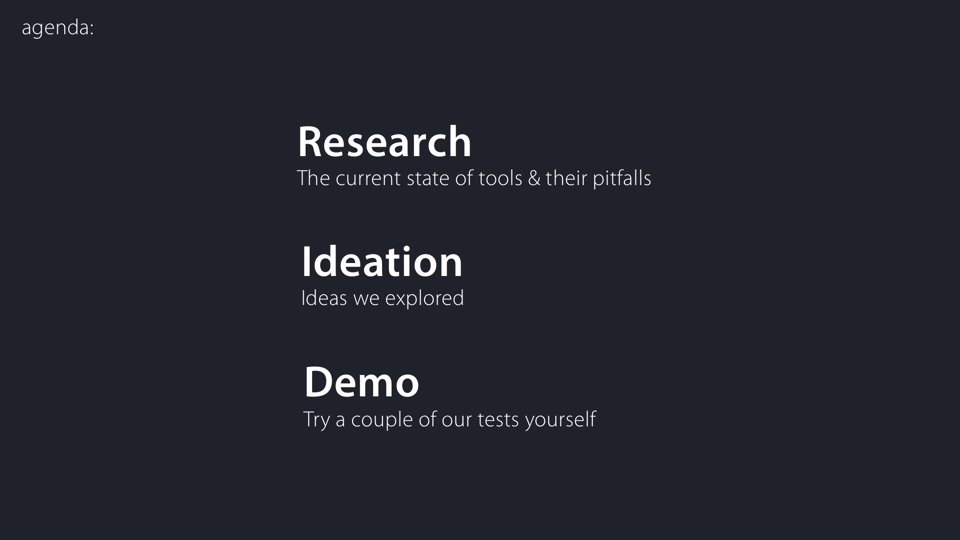 agenda:
Research
The current state of tools & their pitfalls
Ideation
Ideas we explored
Demo
Try a couple of our tests yourself